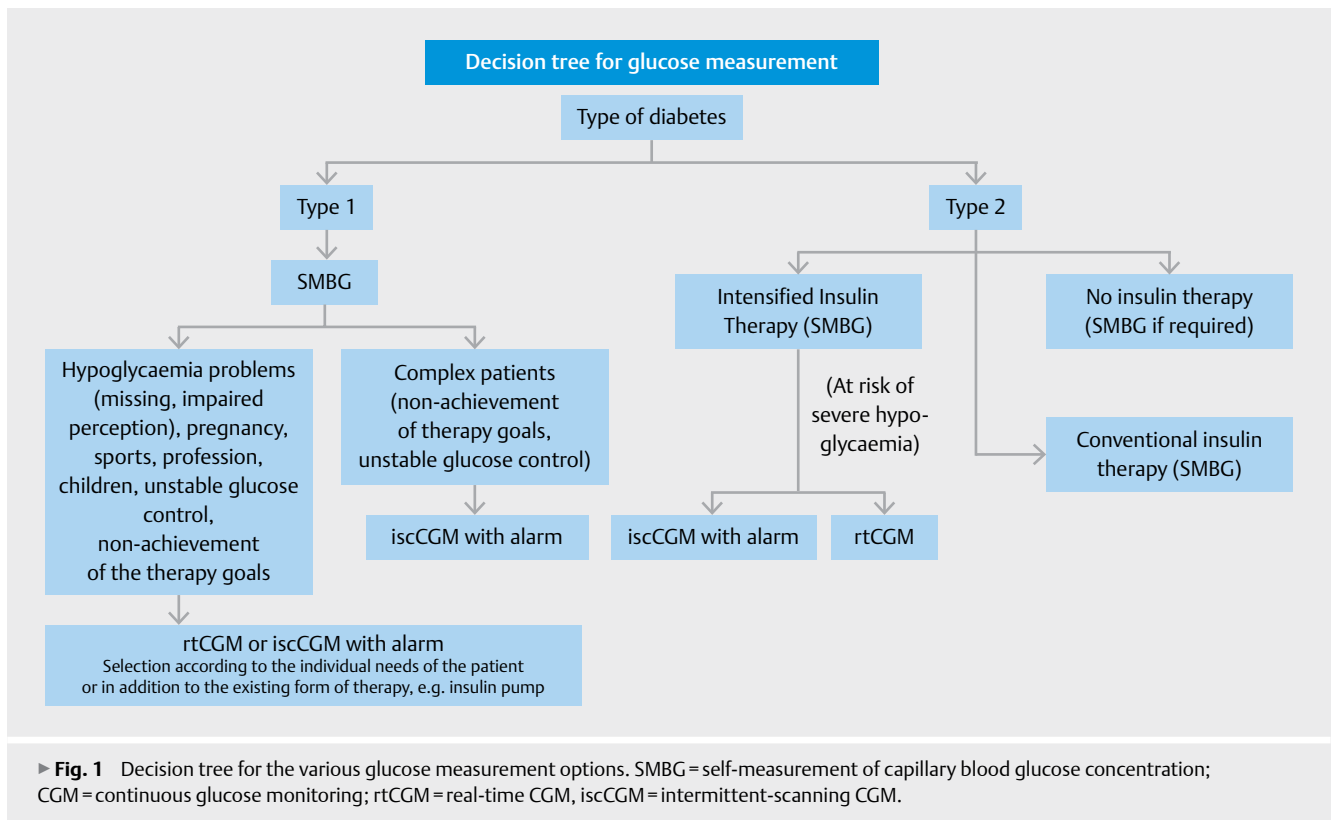 Decision tree for glucose measurement
Type of diabetes
Type 1
Type 2
SMBG
Intensified Insulin
Therapy (SMBG)
No insulin therapy
(SMBG if required)
Hypoglycaemia problems
(missing, impaired
perception), pregnancy,
sports, profession,
children, unstable glucose
control,
non-achievement
of the therapy goals
Complex patients
(non-achievement
of therapy goals,
unstable glucose control)
(At risk of
severe hypo-
glycaemia)
Conventional insulin
therapy (SMBG)
iscCGM with alarm
iscCGM with alarm
rtCGM
rtCGM or iscCGM with alarm
Selection according to the individual needs of the patient
or in addition to the existing form of therapy, e.g. insulin pump
▶ Fig. 1 Decision tree for the various glucose measurement options. SMBG = self-measurement of capillary blood glucose concentration;
CGM = continuous glucose monitoring; rtCGM = real-time CGM, iscCGM = intermittent-scanning CGM.